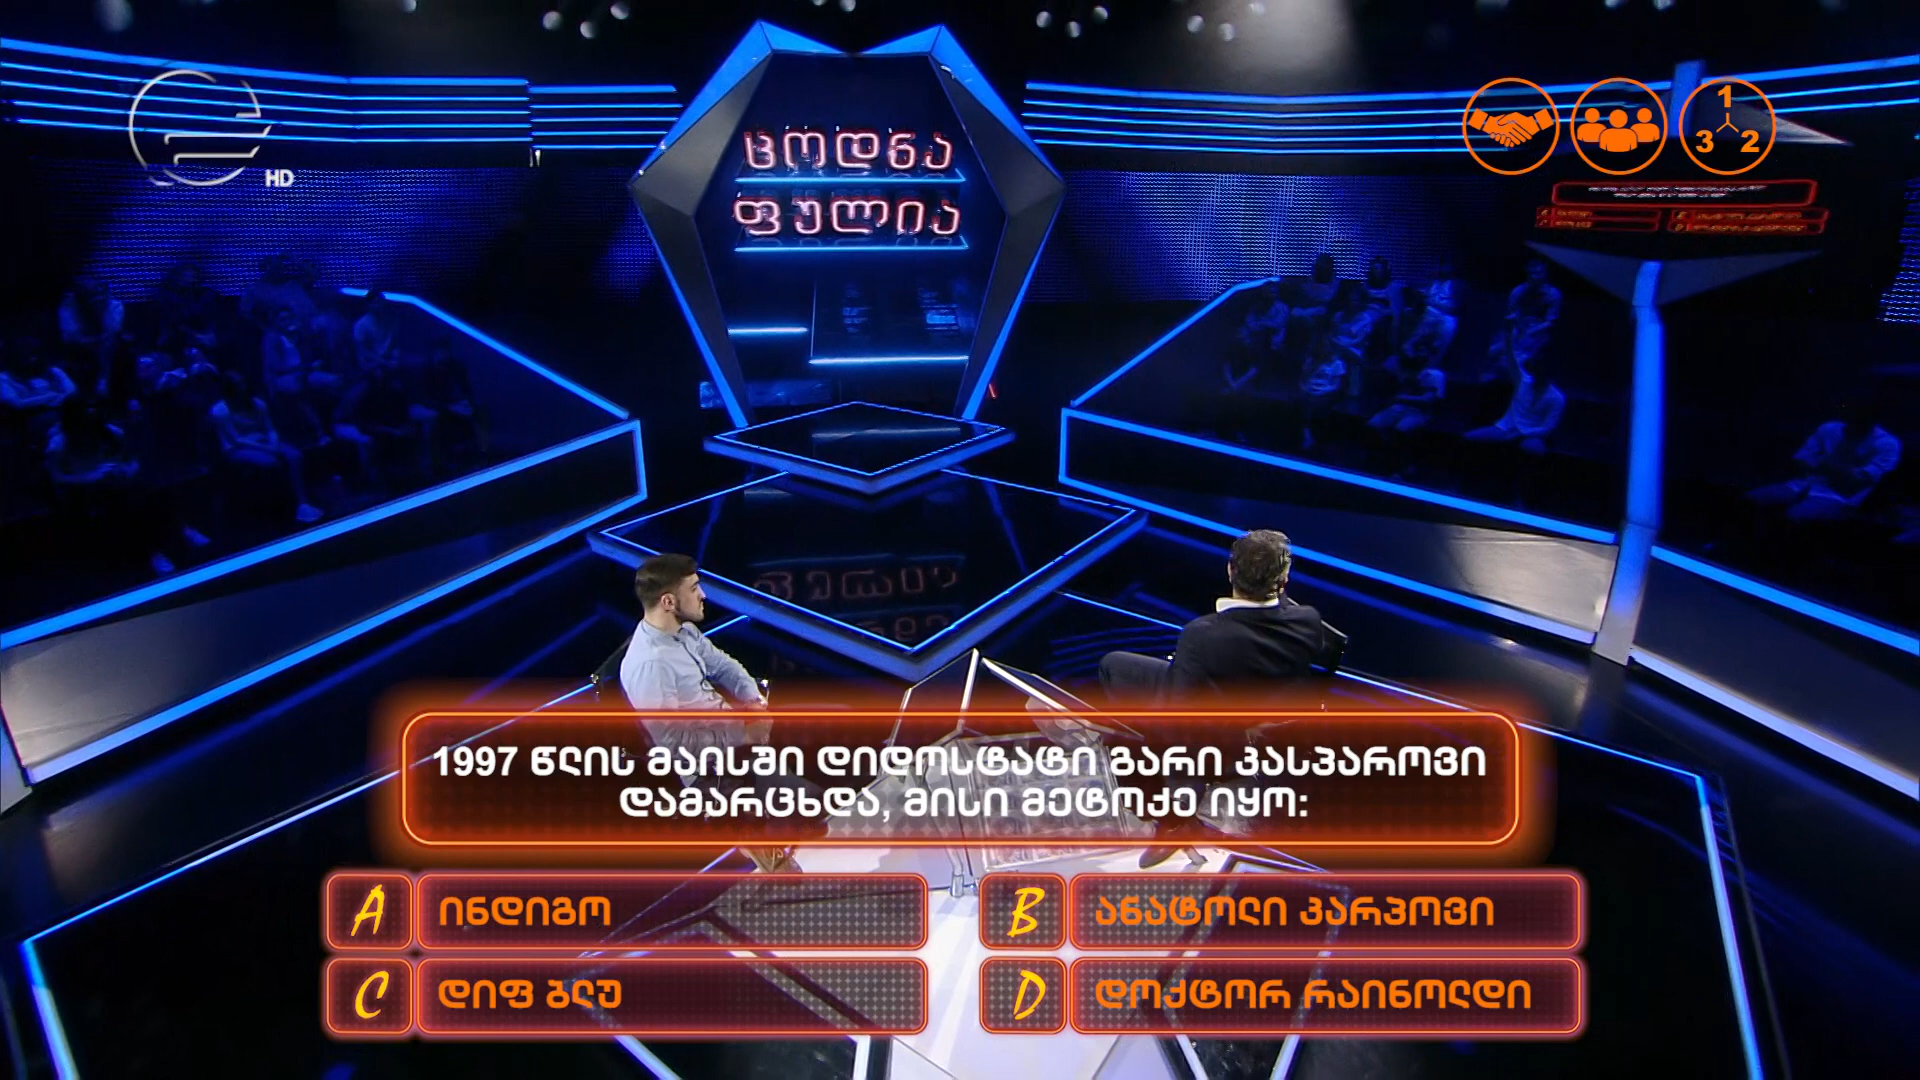 HD
ცოდნა
ფულია
1
3 2
1997 წლის მაისში დიდოსტატი გარი კასპაროვი
დამარცხდა, მისი მეტოქე იყო:
A ინდიგო
B ანატოლი კარპოვი
C დიფ ბლუ
D დოქტორ რაინოლდი